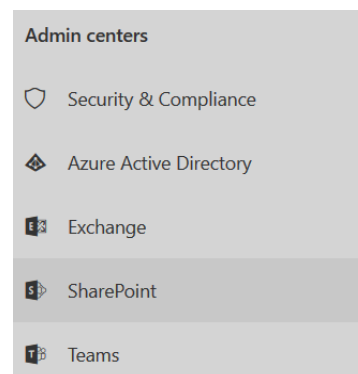 Admin centers
Security & Compliance
Azure Active Directory
Exchange
SharePoint
Teams